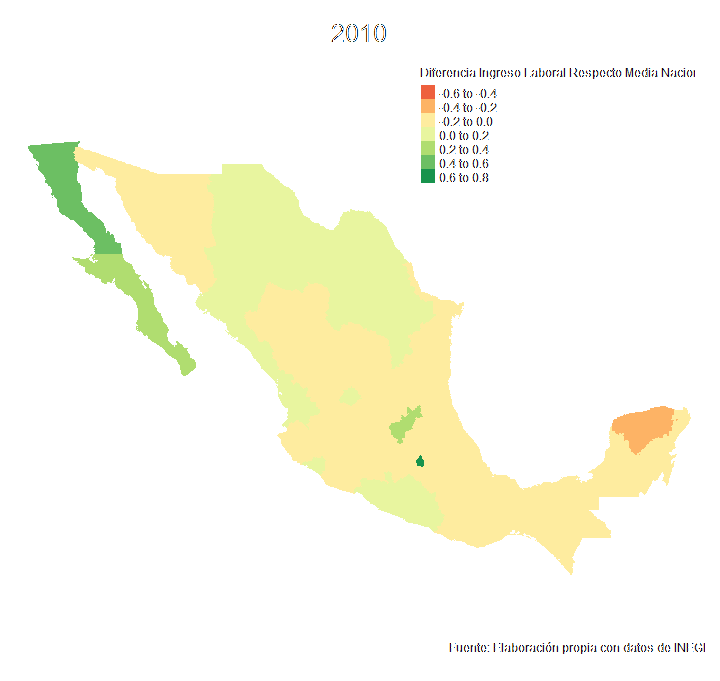 2010
Diferencia Ingreso Laboral Respecto Media Nacior
-0.6 to -0.4
-0.4 to -0.2
-0.2 to 0.0
0.0 to 0.2
0.2 to 0.4
0.4 to 0.6
0.6 to 0.8
Fuente: Elaboración propia con datos de INEGI